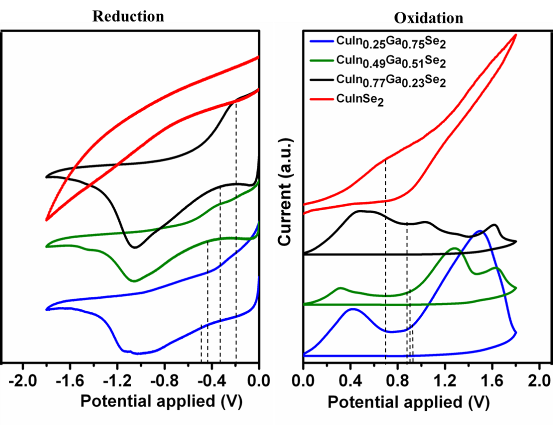 Reduction
Oxidation
CuIn0.25Ga0.75Se2
CuIn0.49Ga0.51Se2
CuIn0.77Ga0.23Se2
CuInSe2
Current (a.u.)
-2.0 -1.6 -1.2 -0.8 -0.4 0.0
0.0 0.4 0.8 1.2 1.6 2.0
Potential applied (V)
Potential applied (V)